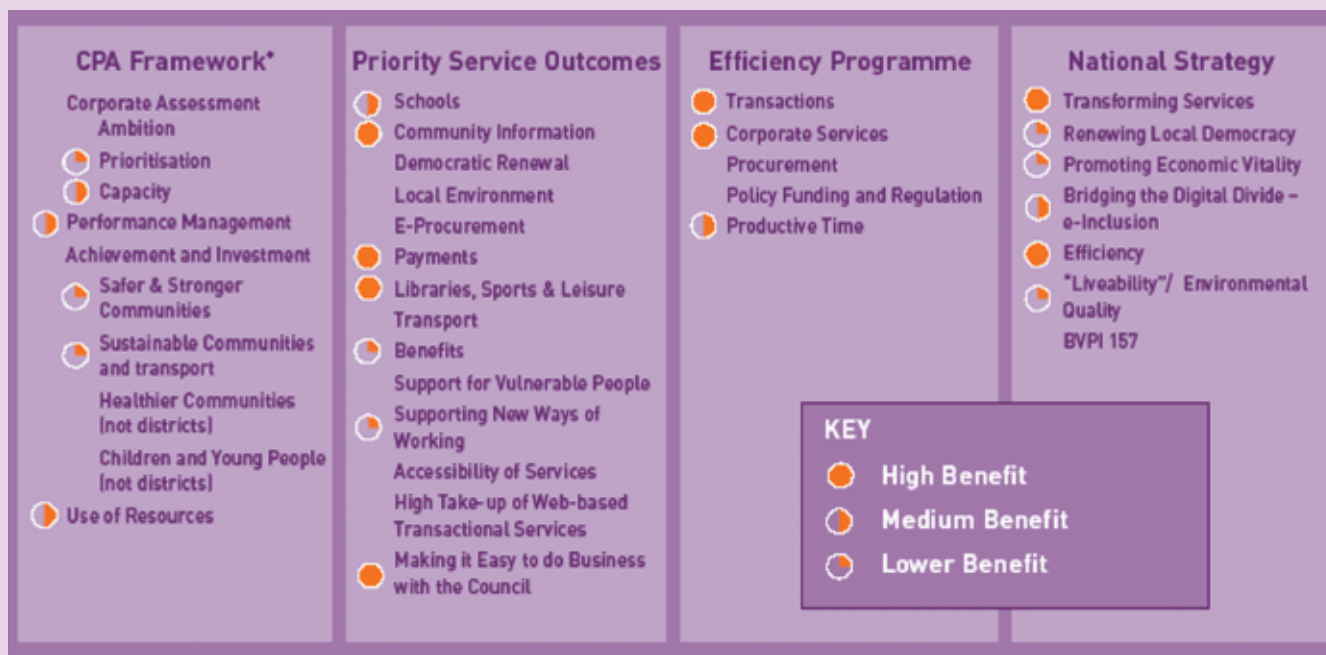 CPA Framework*
Corporate Assessment
Ambition
Prioritisation
Capacity
Performance Management
Achievement and Investment
Safer & Stronger
Communities
Sustainable Communities
and transport
Healthier Communities
(not districts)
Children and Young People
(not districts)
Use of Resources
Priority Service Outcomes
Schools
Community Information
Democratic Renewal
Local Environment
E-Procurement
Payments
Libraries, Sports & Leisure
Transport
Benefits
Support for Vulnerable People
Supporting New Ways of
Working
Accessibility of Services
High Take-up of Web-based
Transactional Services
Making it Easy to do Business
with the Council
Efficiency Programme
Transactions
Corporate Services
Procurement
Policy Funding and Regulation
Productive Time
National Strategy
Transforming Services
Renewing Local Democracy
Promoting Economic Vitality
Bridging the Digital Divide –
e-Inclusion
Efficiency
"Liveability"/ Environmental
Quality
BVPI 157
KEY
High Benefit
Medium Benefit
Lower Benefit